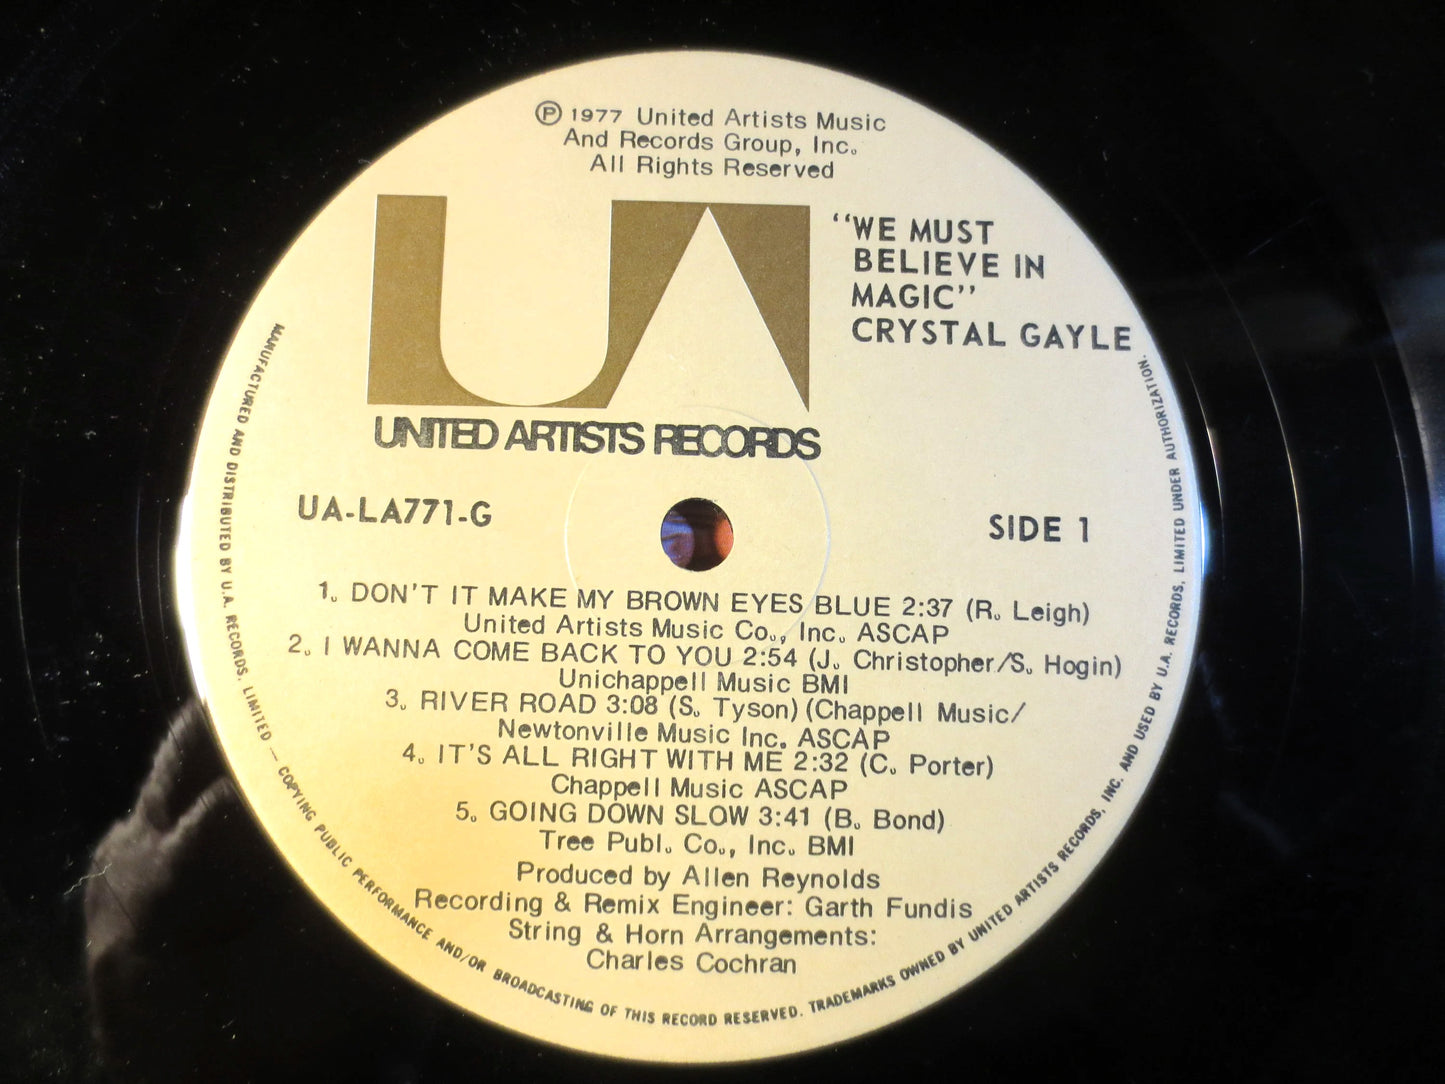 Ⓟ 1977 United Artists Music
And Records Group, Inc.
All Rights Reserved
UA
"WE MUST
BELIEVE IN
MAGIC"
CRYSTAL GAYLE
UNITED ARTISTS RECORDS
UA-LA771-G
SIDE 1
1. DON'T IT MAKE MY BROWN EYES BLUE 2:37 (R. Leigh)
United Artists Music Co., Inc. ASCAP
2. I WANNA COME BACK TO YOU 2:54 (J. Christopher/S. Hogin)
Unichappell Music BMI
3. RIVER ROAD 3:08 (S. Tyson) (Chappell Music/
Newtonville Music Inc. ASCAP
4. IT'S ALL RIGHT WITH ME 2:32 (C. Porter)
Chappell Music ASCAP
5. GOING DOWN SLOW 3:41 (B. Bond)
Tree Publ. Co., Inc. BMI
Produced by Allen Reynolds
Recording & Remix Engineer: Garth Fundis
String & Horn Arrangements:
Charles Cochran
MANUFACTURED AND DISTRIBUTED BY U.A. RECORDS, LIMITED — COPYING PUBLIC PERFORMANCE AND/OR BROADCASTING OF THIS RECORD RESERVED. TRADEMARKS OWNED BY UNITED ARTISTS RECORDS, INC. AND USED BY U.A. RECORDS, LIMITED UNDER AUTHORIZATION.